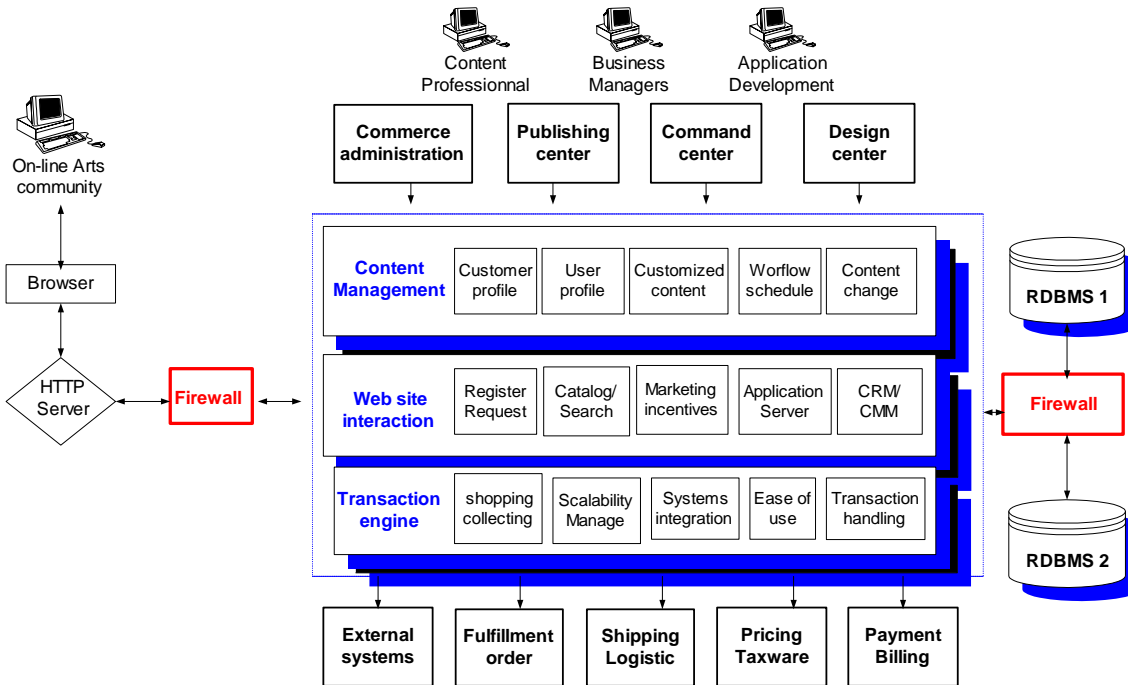 Content
Professionnal
Business
Managers
Application
Development
On-line Arts
community
Commerce
administration
Publishing
center
Command
center
Design
center
Browser
HTTP
Server
Firewall
Content
Management
Customer
profile
User
profile
Customized
content
Worflow
schedule
Content
change
Web site
interaction
Register
Request
Catalog/
Search
Marketing
incentives
Application
Server
CRM/
CMM
Transaction
engine
shopping
collecting
Scalability
Manage
Systems
integration
Ease of
use
Transaction
handling
RDBMS 1
Firewall
RDBMS 2
External
systems
Fulfillment
order
Shipping
Logistic
Pricing
Taxware
Payment
Billing